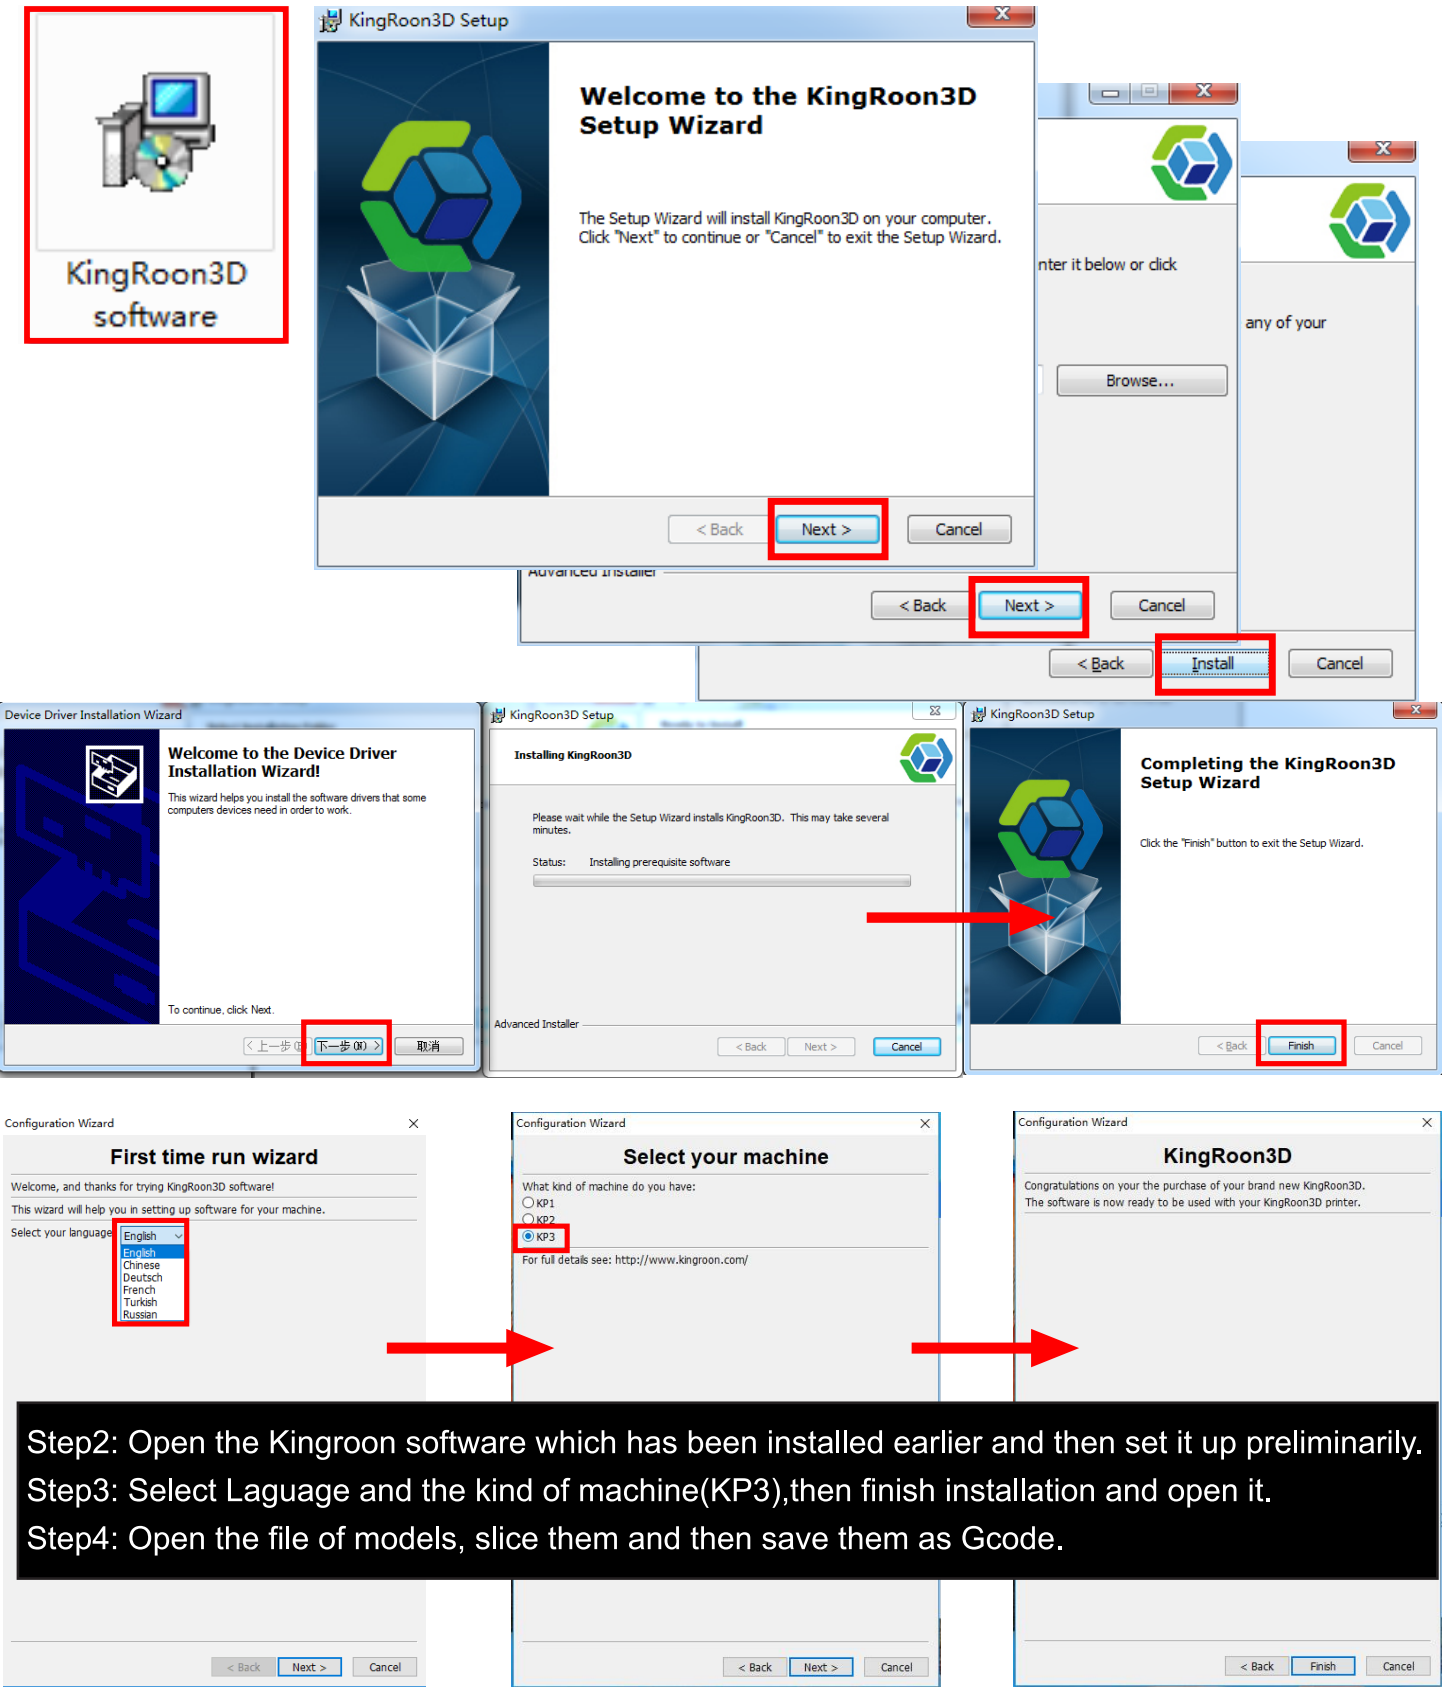 KingRoon3D
software
KingRoon3D Setup
Welcome to the KingRoon3D
Setup Wizard
The Setup Wizard will install KingRoon3D on your computer.
Click "Next" to continue or "Cancel" to exit the Setup Wizard.
< Back Next > Cancel
nter it below or click
Browse...
Advanced Installer
< Back Next > Cancel
any of your
< Back Install Cancel
Device Driver Installation Wizard
Welcome to the Device Driver
Installation Wizard!
This wizard helps you install the software drivers that some
computers devices need in order to work.
To continue, click Next.
< 上一步 下一步(N) > 取消
KingRoon3D Setup
Installing KingRoon3D
Please wait while the Setup Wizard installs KingRoon3D. This may take several
minutes.
Status: Installing prerequisite software
Advanced Installer
< Back Next > Cancel
KingRoon3D Setup
Completing the KingRoon3D
Setup Wizard
Click the "Finish" button to exit the Setup Wizard.
< Back Finish Cancel
Configuration Wizard
First time run wizard
Welcome, and thanks for trying KingRoon3D software!
This wizard will help you in setting up software for your machine.
Select your language English
English
Chinese
Deutsch
French
Turkish
Russian
Configuration Wizard
Select your machine
What kind of machine do you have:
KP1
KP2
KP3
For full details see: http://www.kingroon.com/
Configuration Wizard
KingRoon3D
Congratulations on your the purchase of your brand new KingRoon3D.
The software is now ready to be used with your KingRoon3D printer.
Step2: Open the Kingroon software which has been installed earlier and then set it up preliminarily.
Step3: Select Laguage and the kind of machine(KP3),then finish installation and open it.
Step4: Open the file of models, slice them and then save them as Gcode.
< Back Next > Cancel
< Back Next > Cancel
< Back Finish Cancel